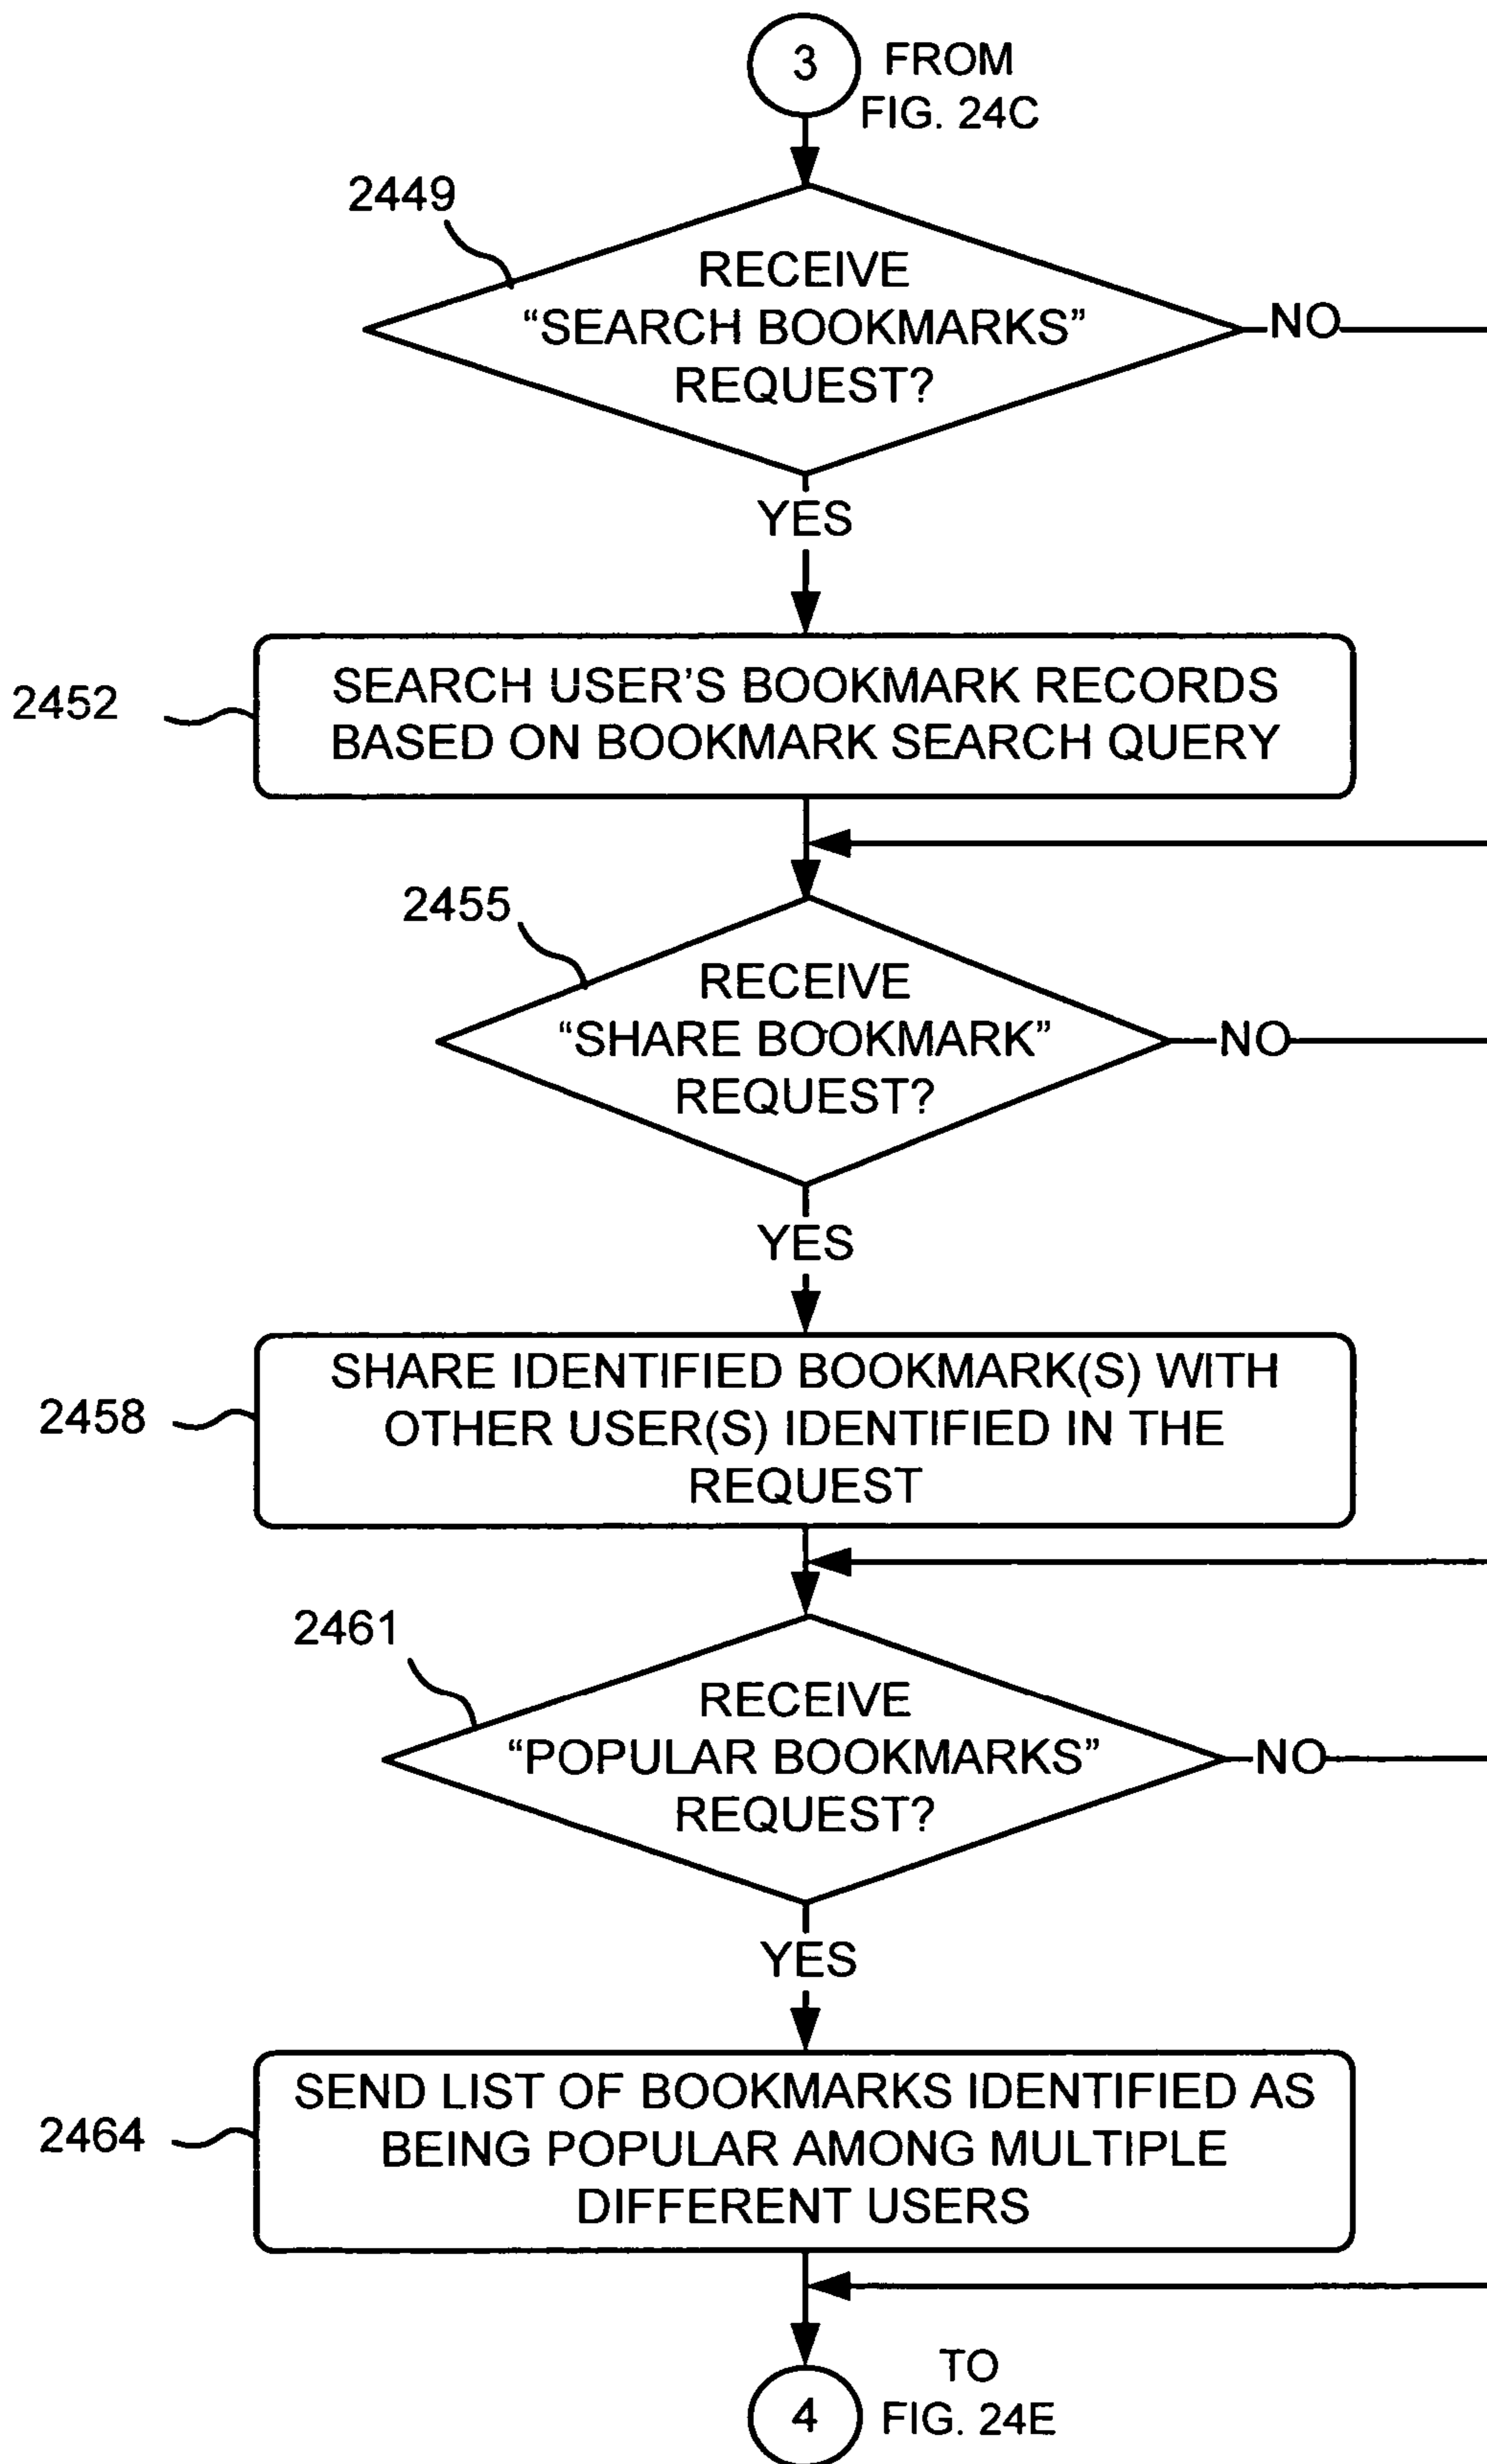 3
FROM
FIG. 24C
2449
RECEIVE
“SEARCH BOOKMARKS”
REQUEST?
NO
YES
2452
SEARCH USER'S BOOKMARK RECORDS
BASED ON BOOKMARK SEARCH QUERY
2455
RECEIVE
“SHARE BOOKMARK”
REQUEST?
NO
YES
2458
SHARE IDENTIFIED BOOKMARK(S) WITH
OTHER USER(S) IDENTIFIED IN THE
REQUEST
2461
RECEIVE
“POPULAR BOOKMARKS”
REQUEST?
NO
YES
2464
SEND LIST OF BOOKMARKS IDENTIFIED AS
BEING POPULAR AMONG MULTIPLE
DIFFERENT USERS
4
TO
FIG. 24E